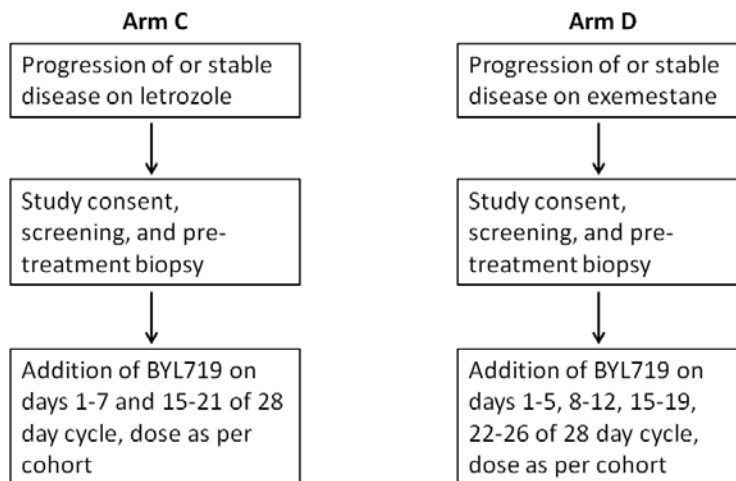 Arm C
Progression of or stable
disease on letrozole
Study consent,
screening, and pre-
treatment biopsy
Addition of BYL719 on
days 1-7 and 15-21 of 28
day cycle, dose as per
cohort
Arm D
Progression of or stable
disease on exemestane
Study consent,
screening, and pre-
treatment biopsy
Addition of BYL719 on
days 1-5, 8-12, 15-19,
22-26 of 28 day cycle,
dose as per cohort